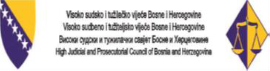 Visoko sudsko i tužilačko vijeće Bosne i Hercegovine
Visoko sudbeno i tužiteljsko vijeće Bosne i Hercegovine
Високи судски и тужилачки савјет Босне и Херцеговине
High Judicial and Prosecutorial Council of Bosnia and Herzegovina